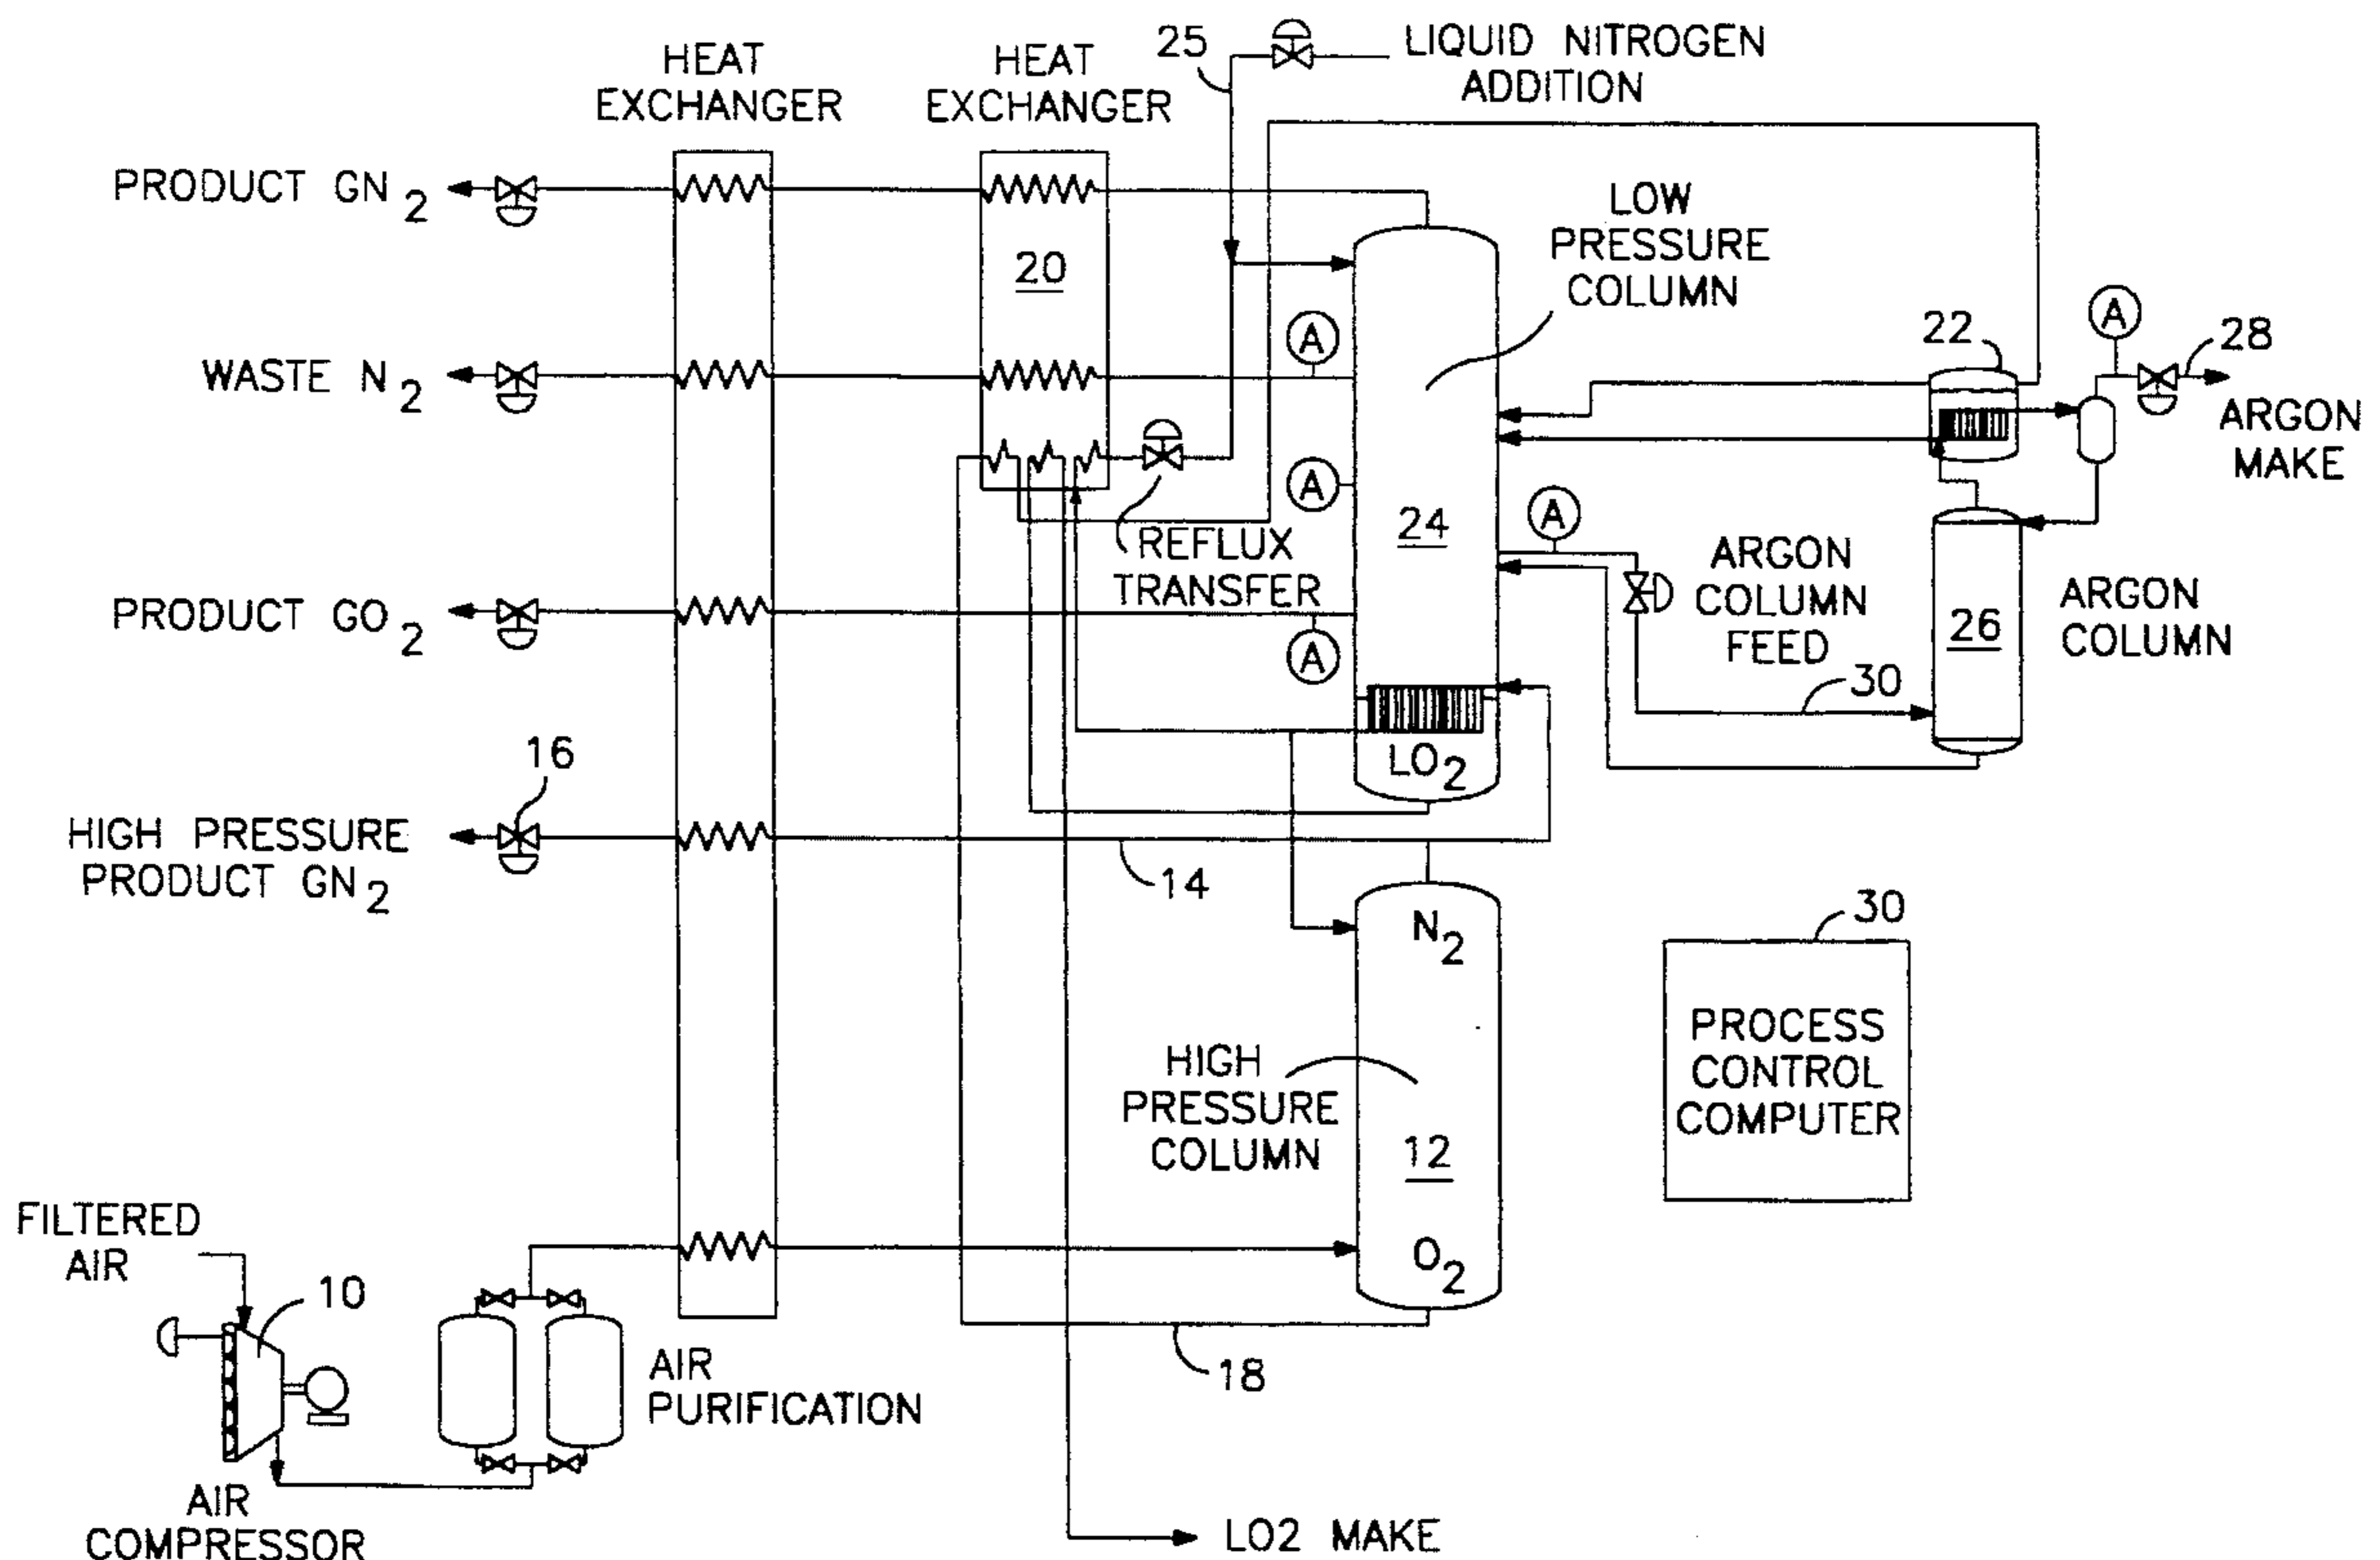 25
LIQUID NITROGEN
ADDITION
HEAT
EXCHANGER
HEAT
EXCHANGER
PRODUCT GN2
20
LOW
PRESSURE
COLUMN
A
A
22
28
WASTE N2
ARGON
MAKE
A
24
A
REFLUX
TRANSFER
ARGON
COLUMN
FEED
26
ARGON
COLUMN
PRODUCT GO2
A
30
16
LO2
HIGH PRESSURE
PRODUCT GN2
14
N2
30
HIGH
PRESSURE
COLUMN
12
PROCESS
CONTROL
COMPUTER
FILTERED
AIR
O2
10
AIR
PURIFICATION
18
AIR
COMPRESSOR
LO2 MAKE